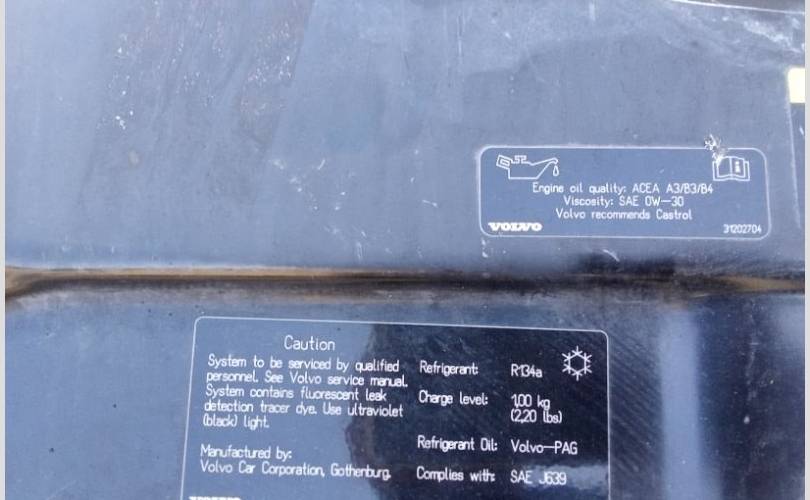 Engine oil quality: ACEA A3/B3/B4
Viscosity: SAE 0W-30
Volvo recommends Castrol
VOLVO
31202704
Caution
System to be serviced by qualified
personnel. See Volvo service manual.
System contains fluorescent leak
detection tracer dye. Use ultraviolet
(black) light.
Manufactured by:
Volvo Car Corporation, Gothenburg.
Refrigerant: R134a
Charge level: 1,00 kg
(2,20 lbs)
Refrigerant Oil: Volvo-PAG
Complies with: SAE J639
VOLVO